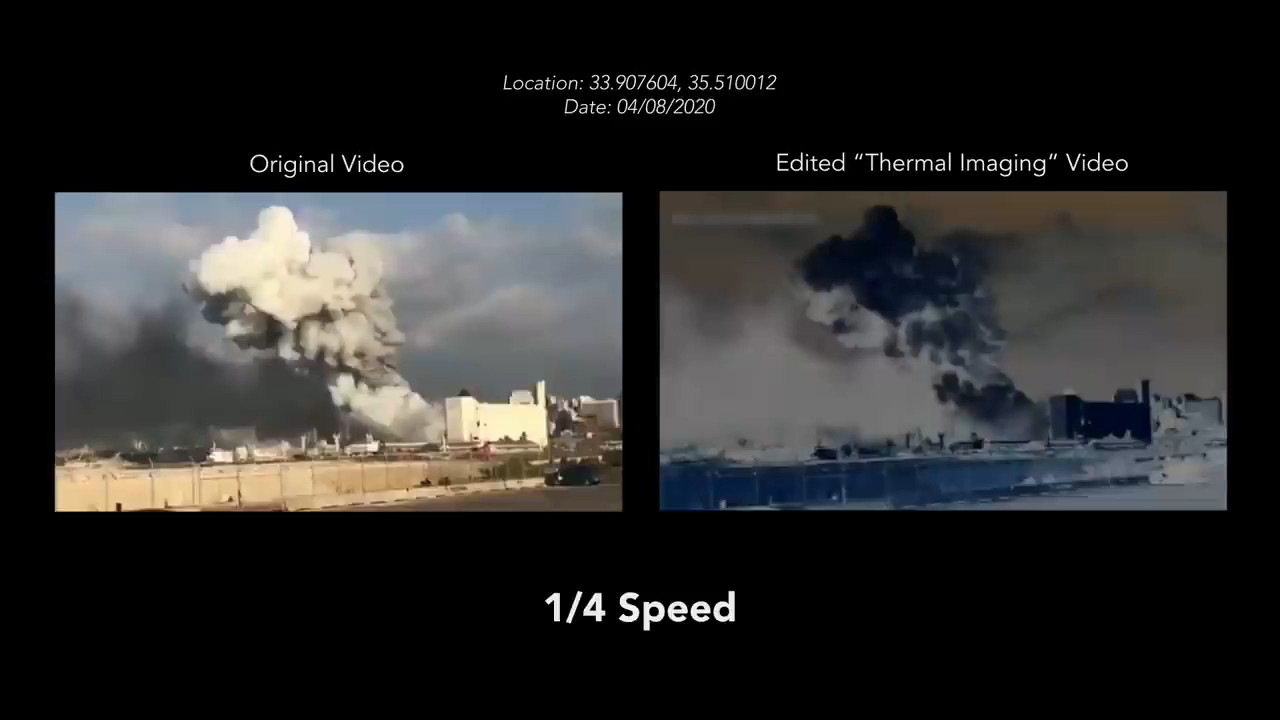 Location: 33.907604, 35.510012
Date: 04/08/2020
Original Video
Edited “Thermal Imaging” Video
1/4 Speed